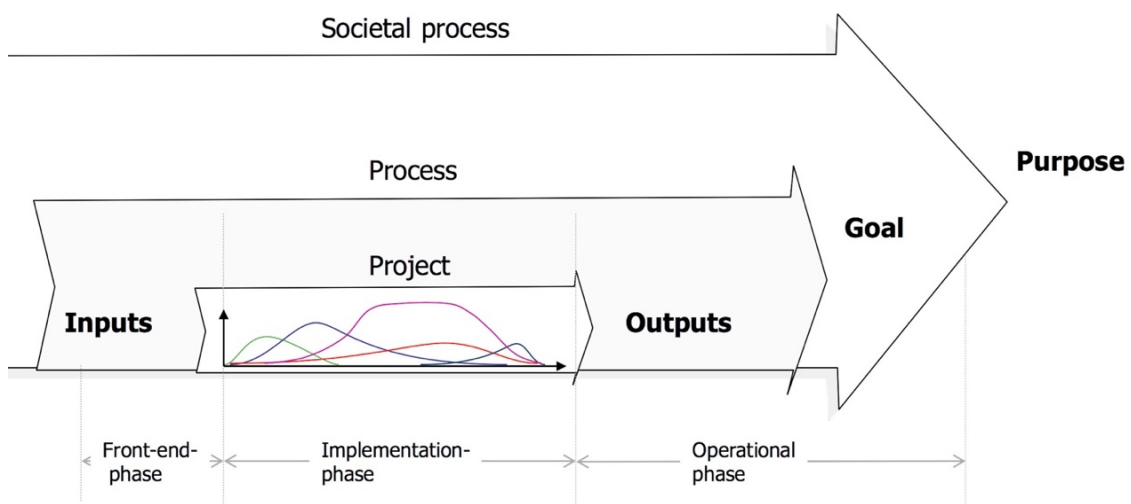 Societal process
Purpose
Process
Goal
Project
Inputs
Outputs
Front-end-
phase
Implementation-
phase
Operational
phase